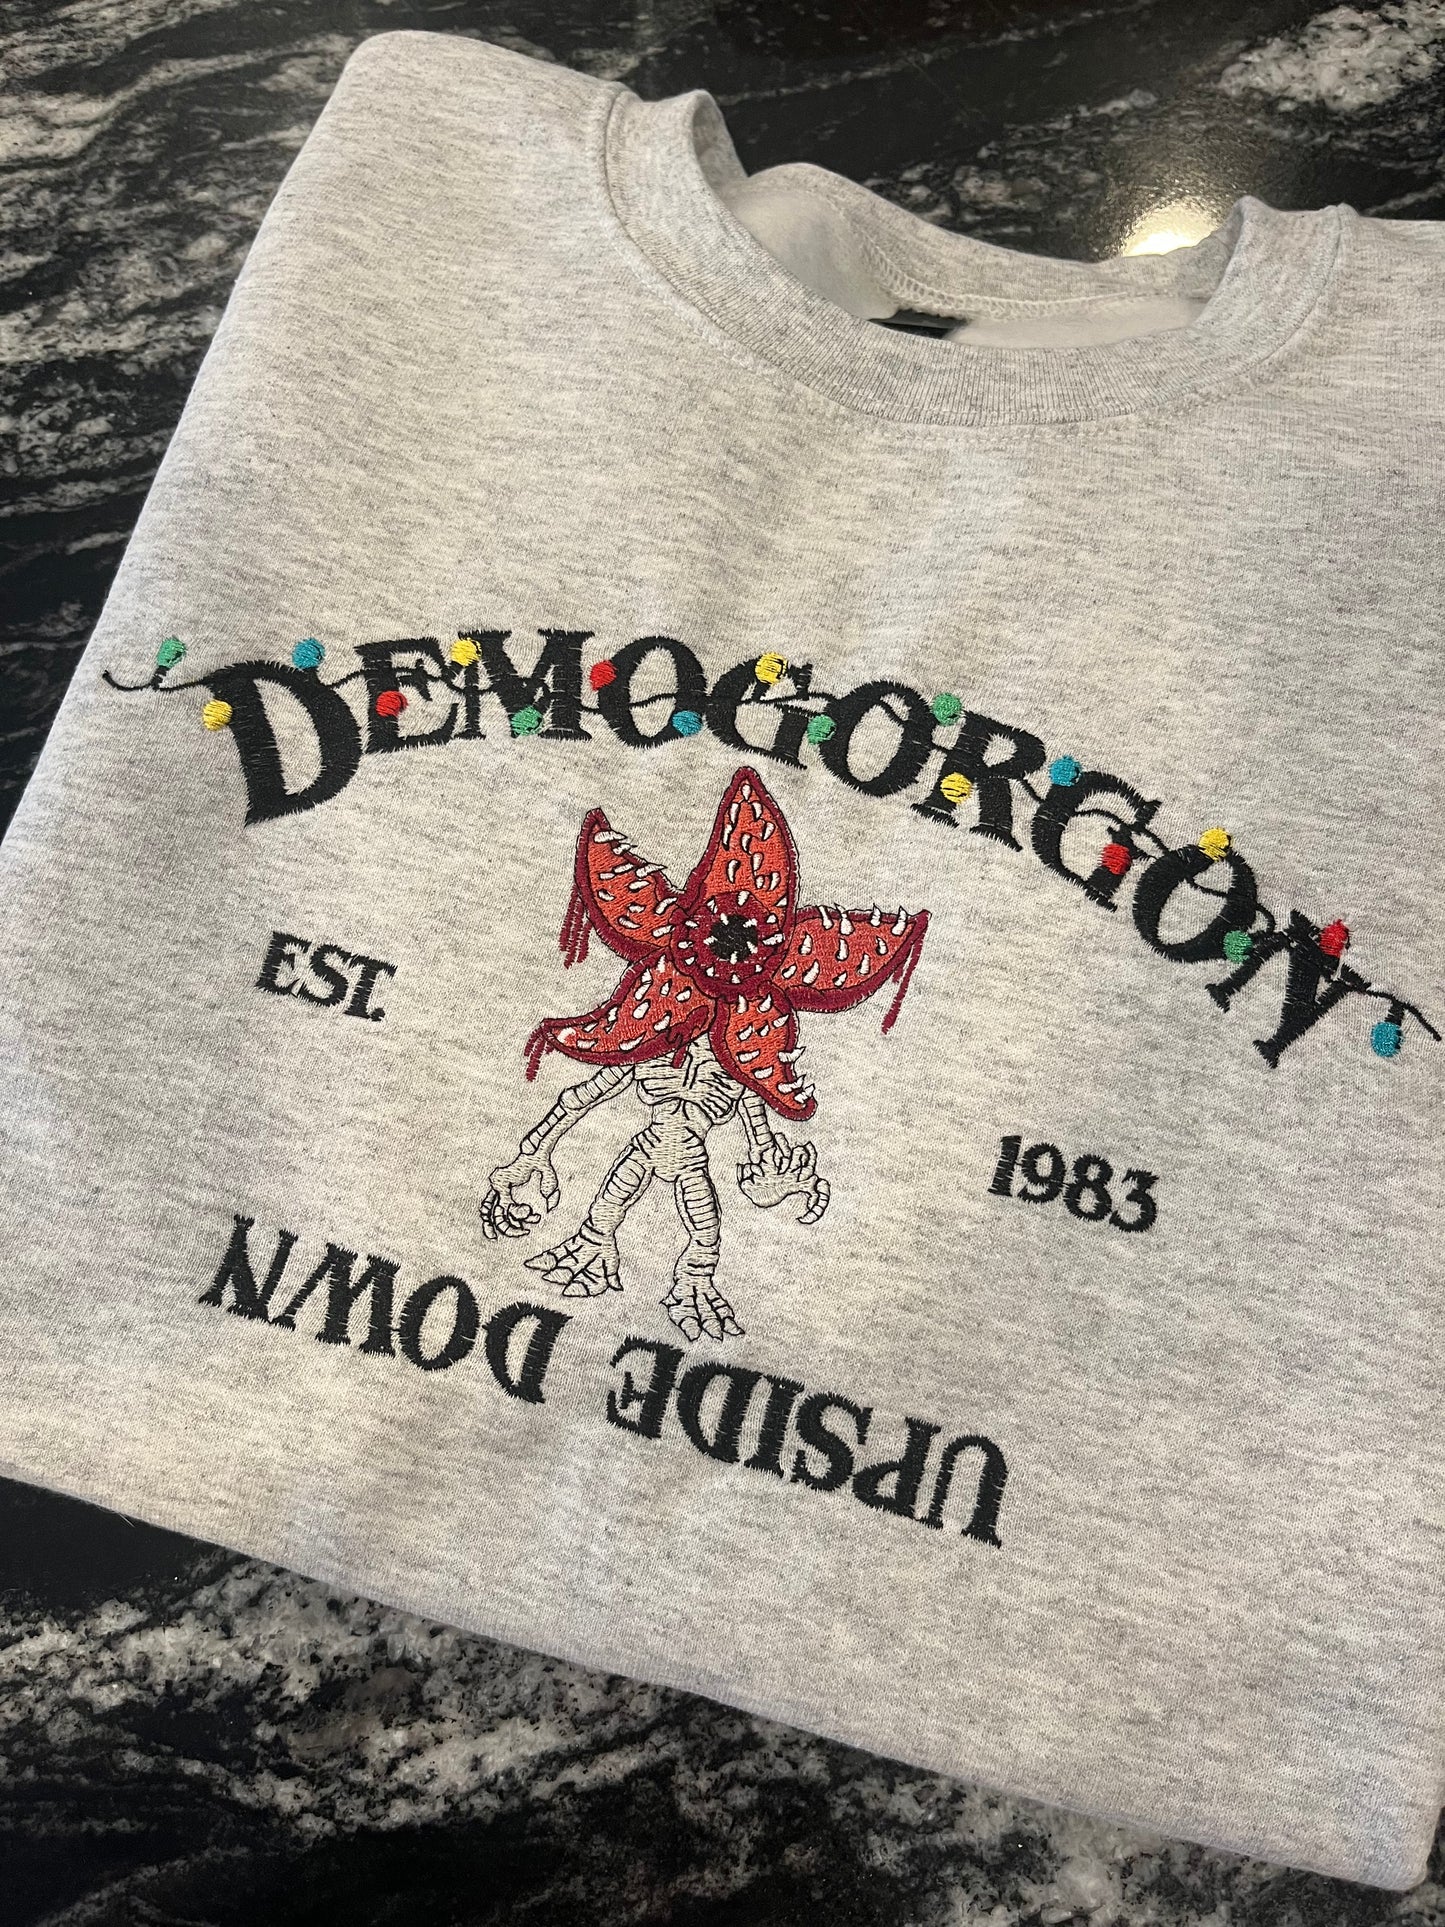 DEMOGORGON
EST.
1983
UPSIDE DOWN